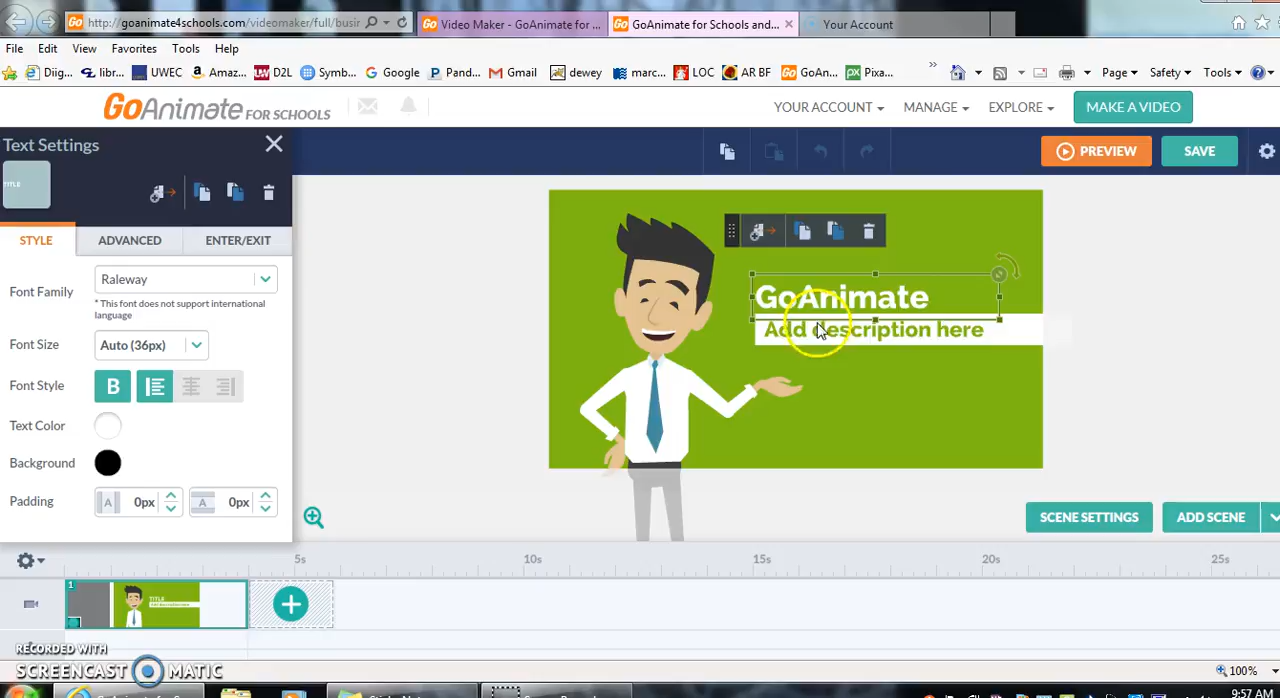 http://goanimate4schools.com/videomaker/full/busir
Go Video Maker - GoAnimate for ...
Go GoAnimate for Schools and...
Your Account
File Edit View Favorites Tools Help
Diig... libr... UWEC Amaz... D2L Symb... Google Pand... Gmail dewey marc... LOC AR BF GoAn... Pixa... » Page Safety Tools
GoAnimate FOR SCHOOLS
YOUR ACCOUNT MANAGE EXPLORE MAKE A VIDEO
Text Settings
PREVIEW SAVE
TITLE
STYLE ADVANCED ENTER/EXIT
Font Family Raleway
* This font does not support international
language
Font Size Auto (36px)
Font Style B
Text Color
Background
Padding A 0px A 0px
GoAnimate
Add description here
SCENE SETTINGS ADD SCENE
5s 10s 15s 20s 25s
1
TITLE
RECORDED WITH
SCREENCAST MATIC
100%
9:57 AM